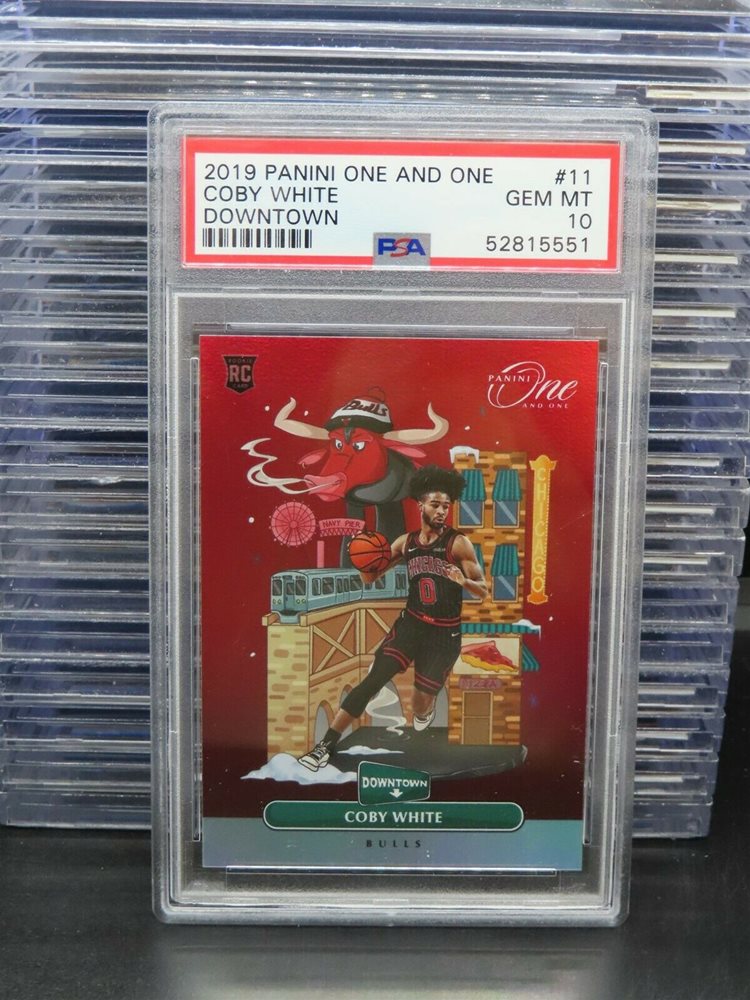 2019 PANINI ONE AND ONE #11
COBY WHITE GEM MT
DOWNTOWN 10
PSA 52815551
ROOKIE
RC
CARD
PANINI
One
AND ONE
BULLS
CHICAGO
NAVY PIER
CHICAGO
0
PIZZA
DOWNTOWN
COBY WHITE
BULLS